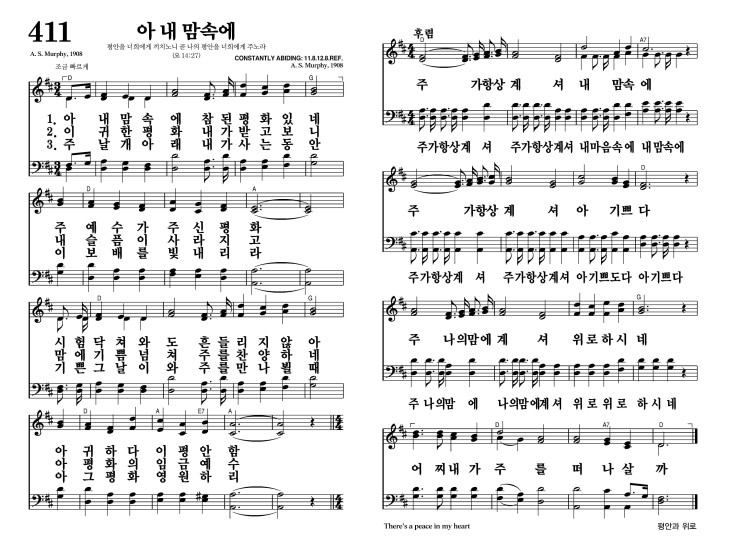 411
아 내 맘속에
평안을 너희에게 끼치노니 곧 나의 평안을 너희에게 주노라
(요 14:27)
A. S. Murphy, 1908
CONSTANTLY ABIDING: 11.8.12.8.REF.
A. S. Murphy, 1908
조금 빠르게
D G
1. 아 내 맘 속 에 참 된 평 화 있 네
2. 이 귀 한 평 화 내 가 받 고 보 니
3. 주 날 개 아 래 내 가 사 는 동 안
D A
주 예 수 가 주 신 평 화
내 슬 픔 이 사 라 지 고
이 보 배 를 빛 내 리 라
D G
시 험 닥 쳐 와 도 흔 들 리 지 않 아
맘 에 기 쁨 넘 쳐 주 를 찬 양 하 네
기 쁜 그 날 이 와 주 를 만 나 뵐 때
D A E7 A
아 귀 하 다 이 평 안 함
아 평 화 의 임 금 예 수
아 그 평 화 영 원 하 리
후렴
D A7
주 가항상 계 셔 내 맘속 에
주가항상계 셔 주가항상계셔 내마음속에 내맘속에
G D
주 가항상 계 셔 아 기쁘 다
주가항상계 셔 주가항상계셔 아기쁘도다 아기쁘다
D G
주 나의맘에 계 셔 위로하시 네
주 나의맘 에 나의맘에계셔 위로위로 하시네
D A7 D
어 찌내가 주 를 떠 나살 까
There's a peace in my heart
평안과 위로